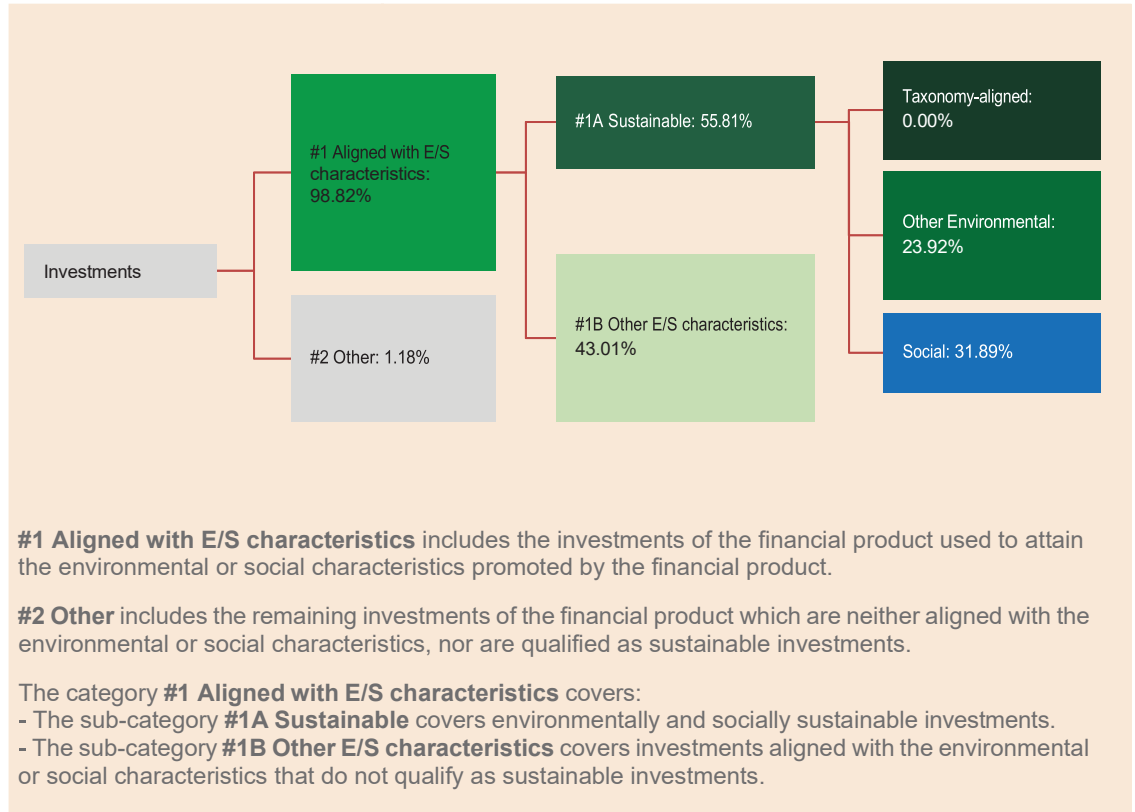 Investments
#1 Aligned with E/S
characteristics:
98.82%
#2 Other: 1.18%
#1A Sustainable: 55.81%
#1B Other E/S characteristics:
43.01%
Taxonomy-aligned:
0.00%
Other Environmental:
23.92%
Social: 31.89%
#1 Aligned with E/S characteristics includes the investments of the financial product used to attain
the environmental or social characteristics promoted by the financial product.
#2 Other includes the remaining investments of the financial product which are neither aligned with the
environmental or social characteristics, nor are qualified as sustainable investments.
The category #1 Aligned with E/S characteristics covers:
- The sub-category #1A Sustainable covers environmentally and socially sustainable investments.
- The sub-category #1B Other E/S characteristics covers investments aligned with the environmental
or social characteristics that do not qualify as sustainable investments.